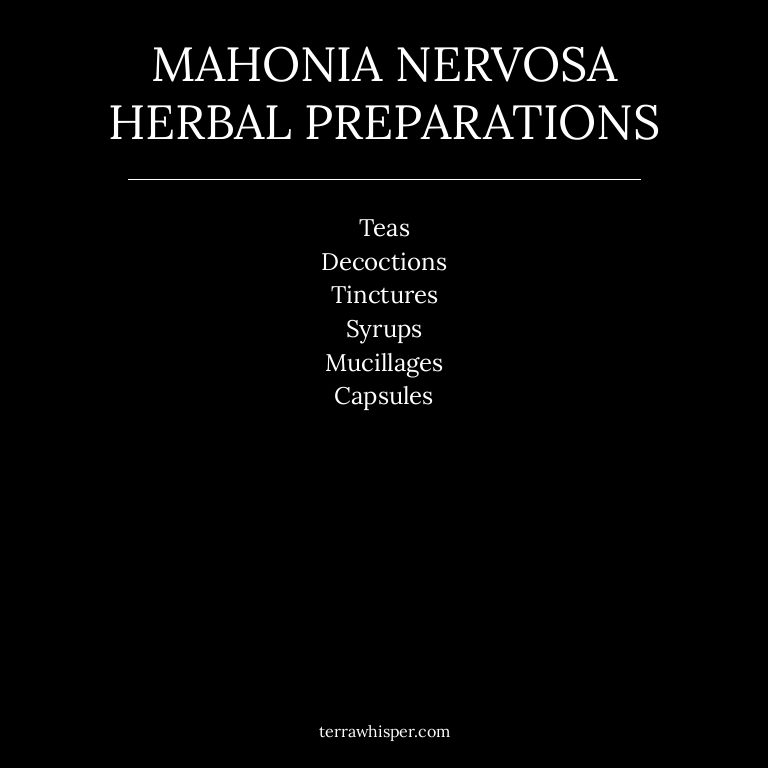 MAHONIA NERVOSA
HERBAL PREPARATIONS
Teas
Decoctions
Tinctures
Syrups
Mucillages
Capsules
terrawhisper.com